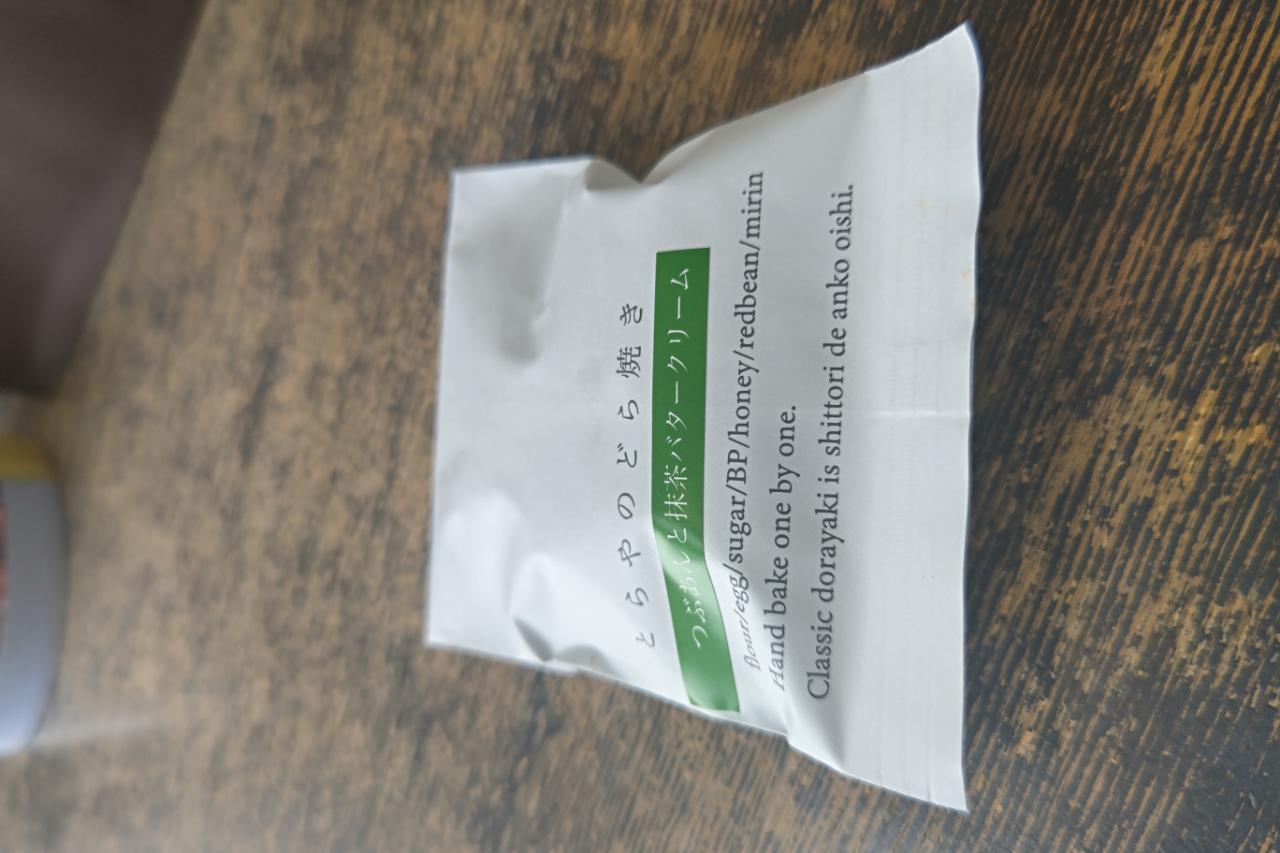 とらやのどら焼き
つぶあんと抹茶バタークリーム
flour/egg/sugar/BP/honey/redbean/mirin
Hand bake one by one.
Classic dorayaki is shittori de anko oishi.